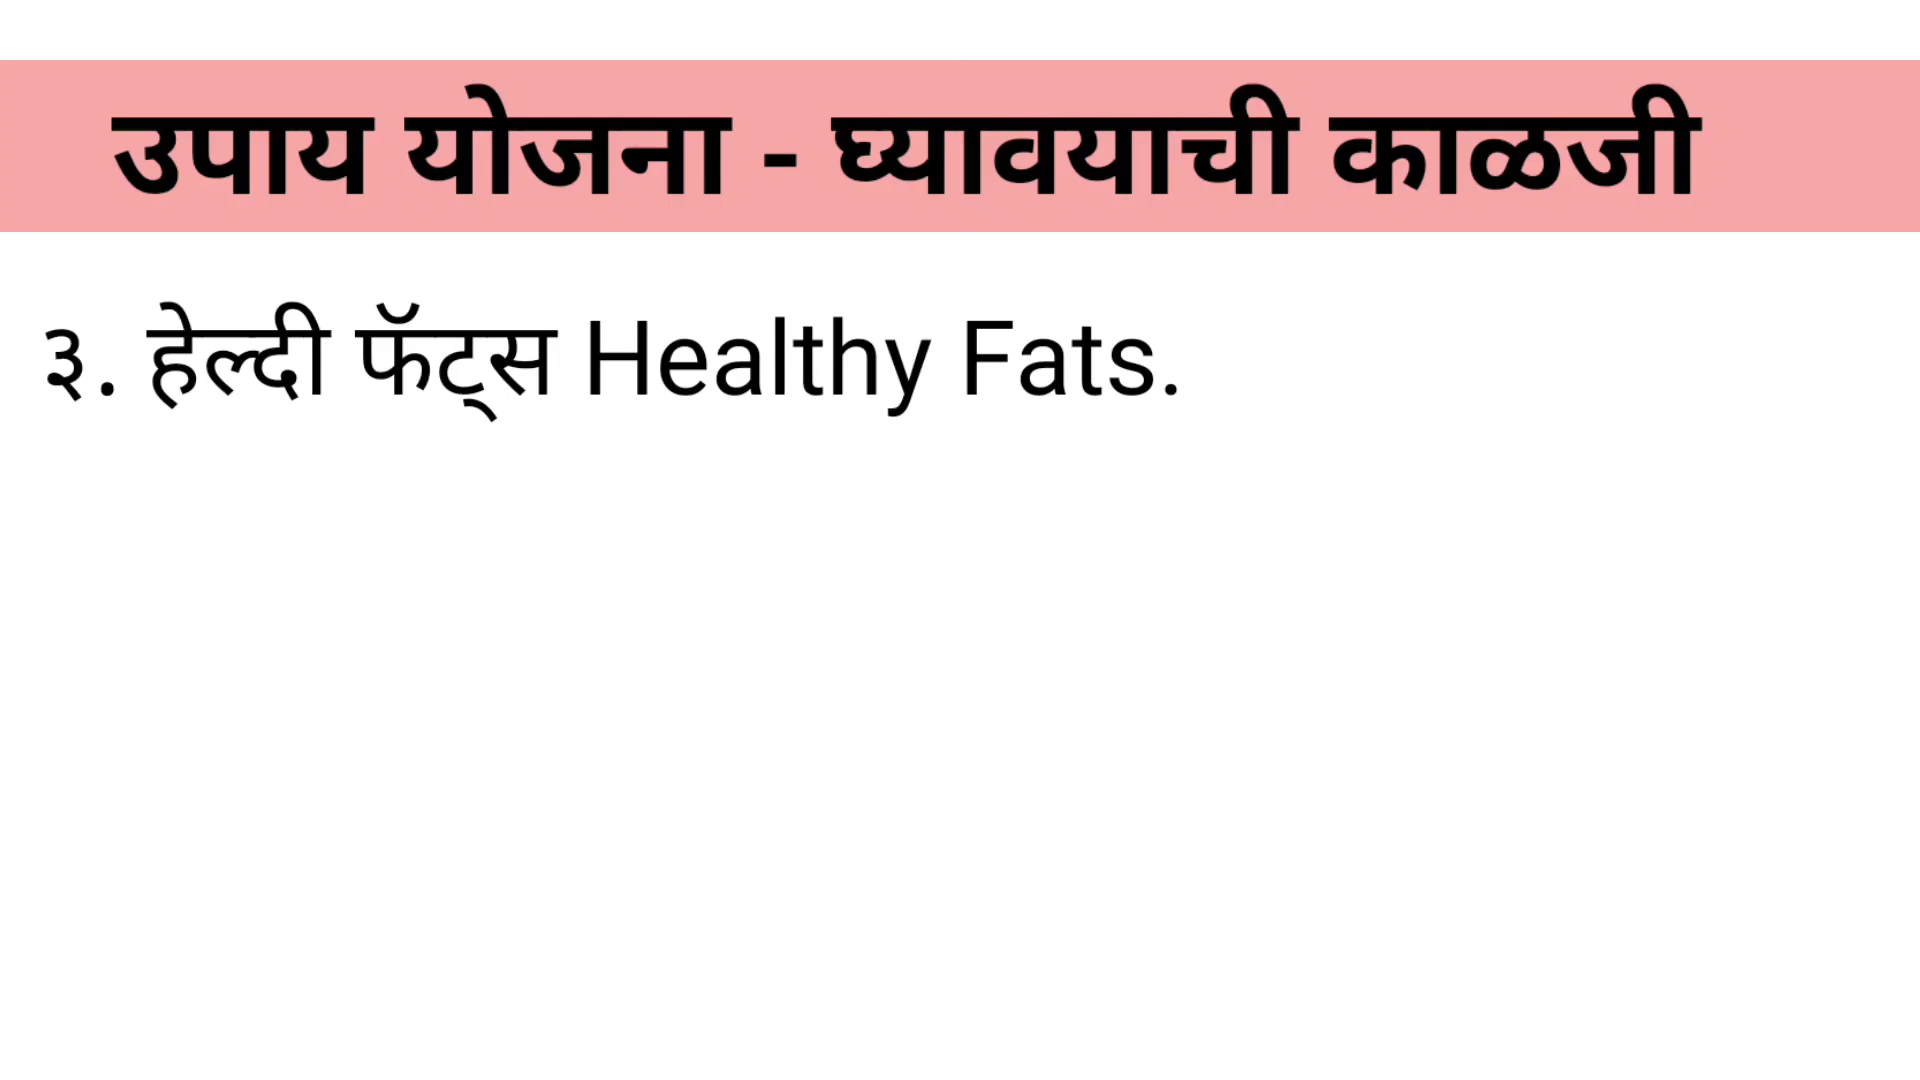 उपाय योजना - घ्यावयाची काळजी
३. हेल्दी फॅट्स Healthy Fats.